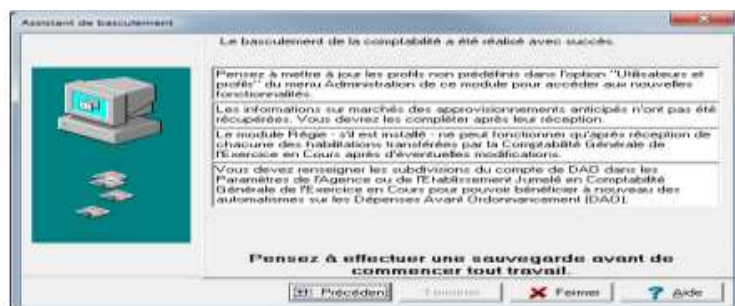 Assistant de basculement
Le basculement de la comptabilité a été réalisé avec succès.
Pensez à mettre à jour les profils non prédéfinis dans l'option "Utilisateurs et
profils" du menu Administration de ce module pour accéder aux nouvelles
fonctionnalités.
Les informations sur marchés des approvisionnements anticipés n'ont pas été
récupérées. Vous devrez les compléter après leur réception.
Le module Régie - s'il est installé - ne peut fonctionner qu'après réception de
chacune des habilitations transférées par la Comptabilité Générale de
l'Exercice en Cours après d'éventuelles modifications.
Vous devez renseigner les subdivisions du compte de DAO dans les
Paramètres de l'Agence ou de l'Etablissement Jumelé en Comptabilité
Générale de l'Exercice en Cours pour pouvoir bénéficier à nouveau des
automatismes sur les Dépenses Avant Ordonnancement (DAO).
Pensez à effectuer une sauvegarde avant de
commencer tout travail.
Précédent Terminer Fermer Aide